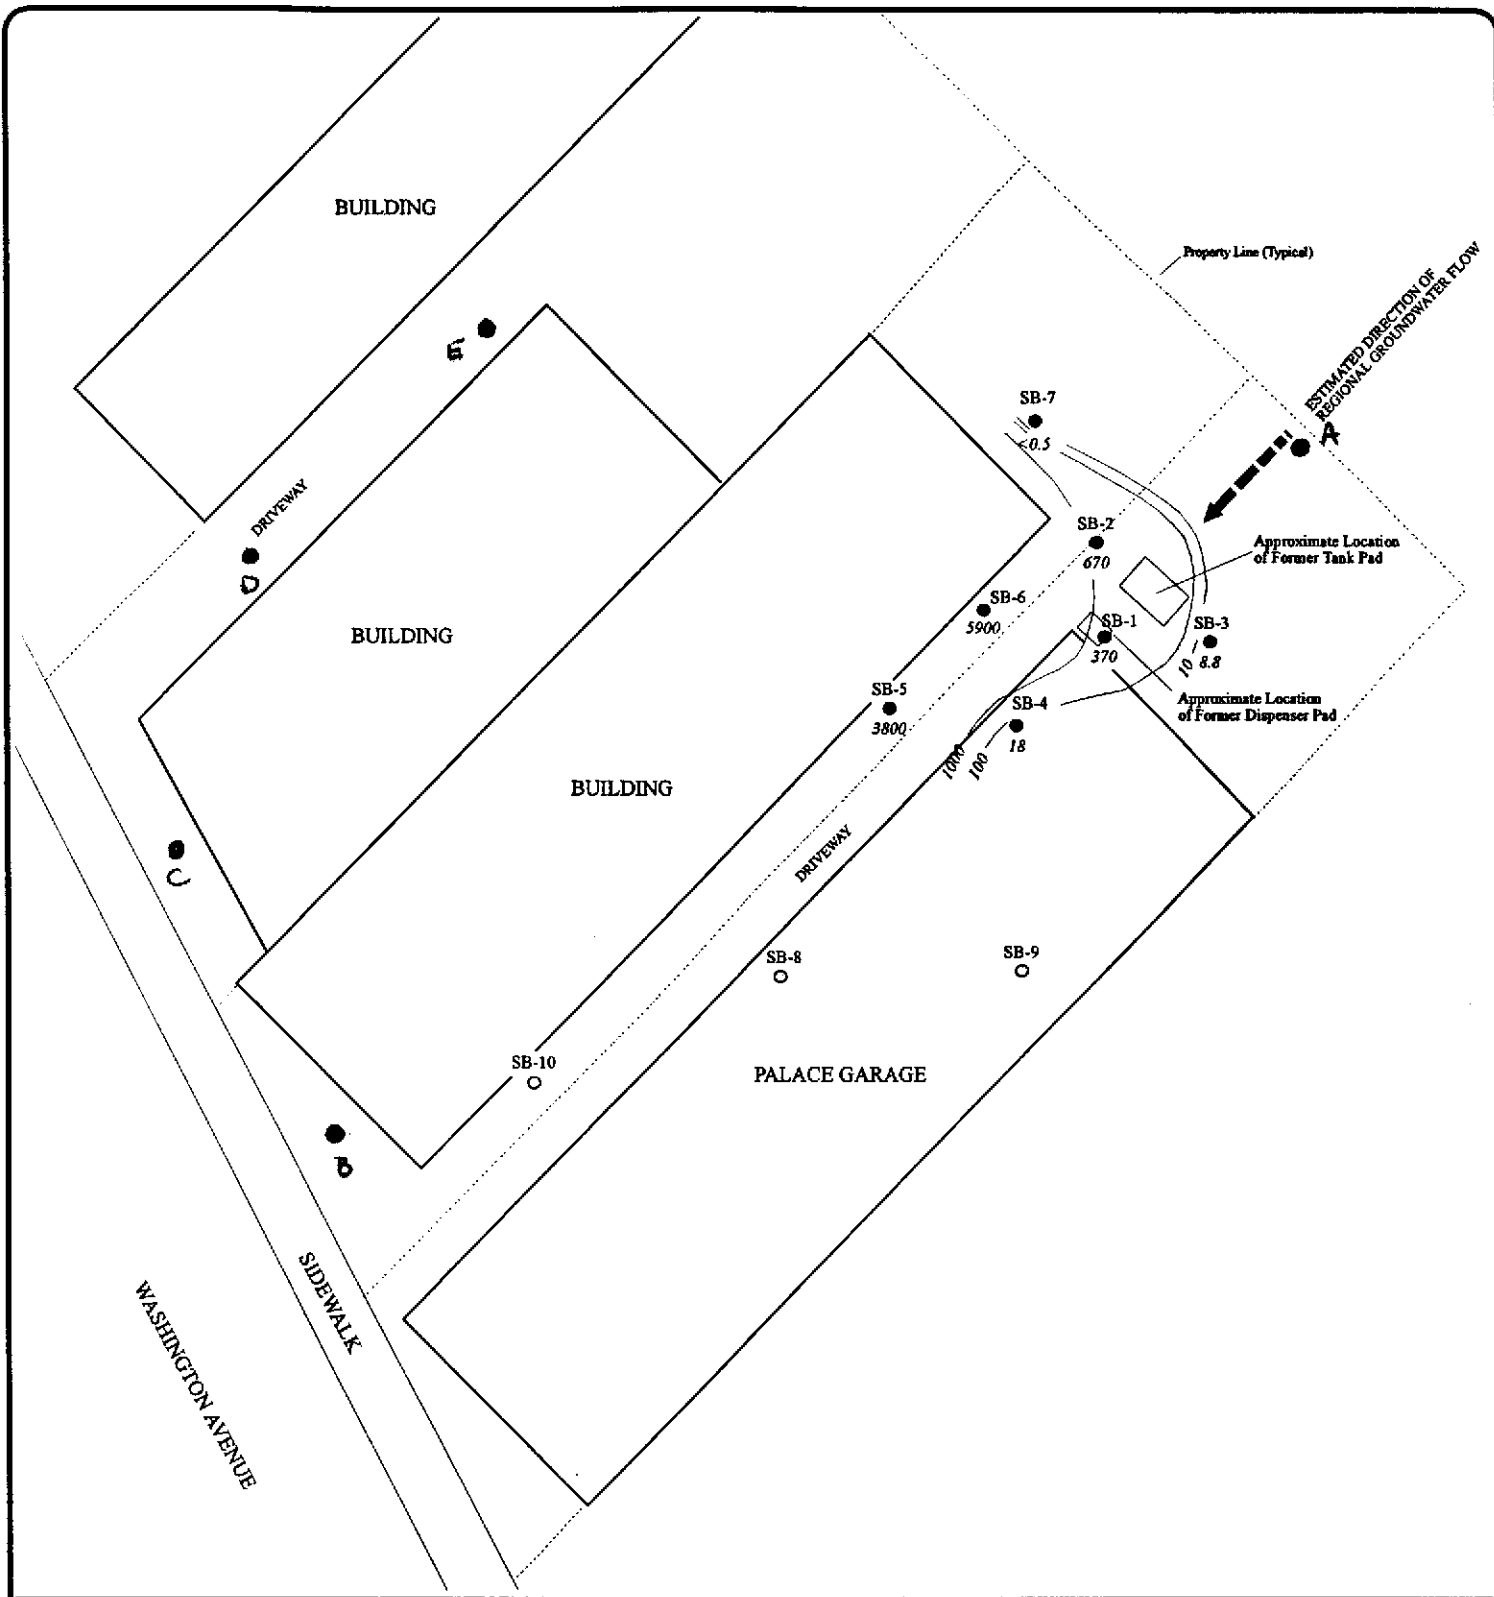 BUILDING
Property Line (Typical)
ESTIMATED DIRECTION OF
REGIONAL GROUNDWATER FLOW
A
E
SB-7
<0.5
DRIVEWAY
D
SB-2
670
Approximate Location
of Former Tank Pad
SB-6
5900
SB-1
370
SB-3
8.8
10
BUILDING
SB-5
3800
Approximate Location
of Former Dispenser Pad
SB-4
18
1000
100
BUILDING
DRIVEWAY
C
SB-8
SB-9
SB-10
PALACE GARAGE
B
SIDEWALK
WASHINGTON AVENUE